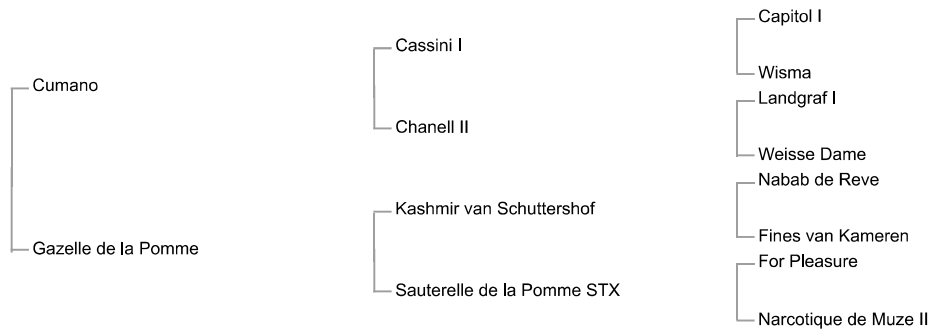 Capitol I
Cassini I
Wisma
Cumano
Landgraf I
Chanell II
Weisse Dame
Nabab de Reve
Kashmir van Schuttershof
Fines van Kameren
Gazelle de la Pomme
For Pleasure
Sauterelle de la Pomme STX
Narcotique de Muze II